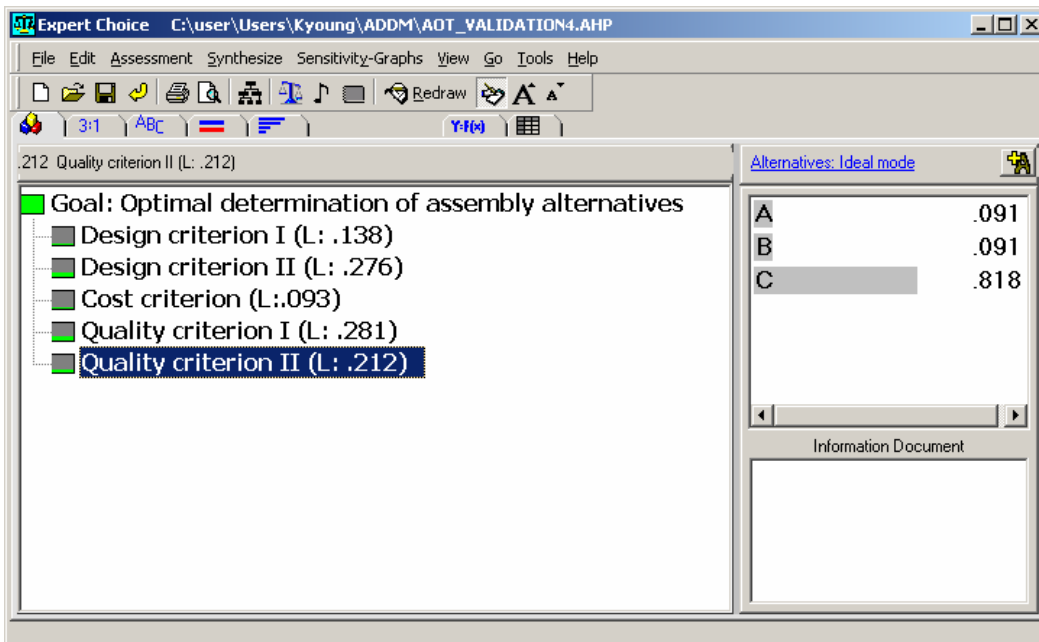 Expert Choice C:\user\Users\Kyoung\ADDM\AOT_VALIDATION4.AHP
File Edit Assessment Synthesize Sensitivity-Graphs View Go Tools Help
Redraw A A
3:1 ABC Y:F(x)
.212 Quality criterion II (L: .212)
Alternatives: Ideal mode
Goal: Optimal determination of assembly alternatives
Design criterion I (L: .138)
Design criterion II (L: .276)
Cost criterion (L:.093)
Quality criterion I (L: .281)
Quality criterion II (L: .212)
A .091
B .091
C .818
Information Document